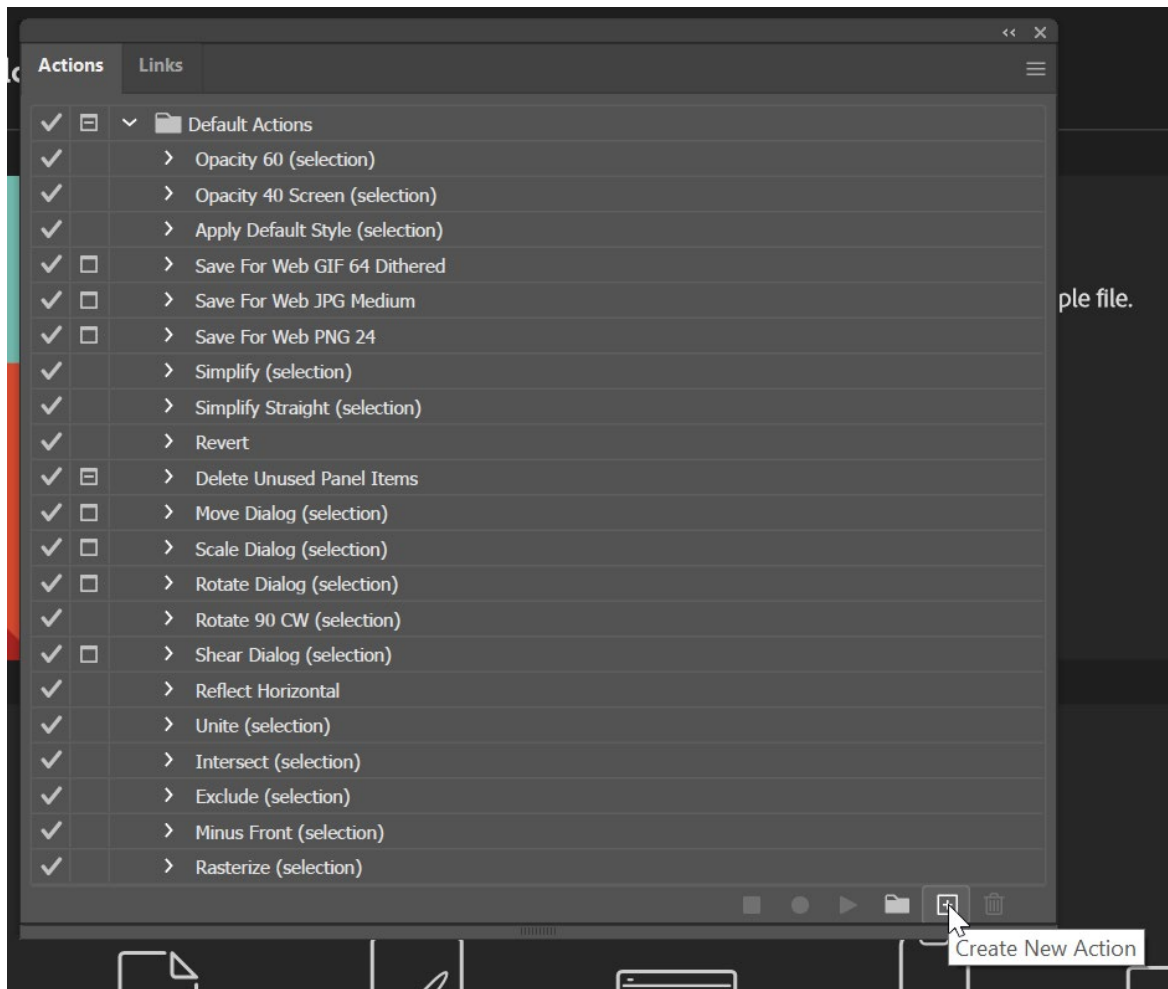 Actions Links
Default Actions
Opacity 60 (selection)
Opacity 40 Screen (selection)
Apply Default Style (selection)
Save For Web GIF 64 Dithered
Save For Web JPG Medium
ple file.
Save For Web PNG 24
Simplify (selection)
Simplify Straight (selection)
Revert
Delete Unused Panel Items
Move Dialog (selection)
Scale Dialog (selection)
Rotate Dialog (selection)
Rotate 90 CW (selection)
Shear Dialog (selection)
Reflect Horizontal
Unite (selection)
Intersect (selection)
Exclude (selection)
Minus Front (selection)
Rasterize (selection)
Create New Action